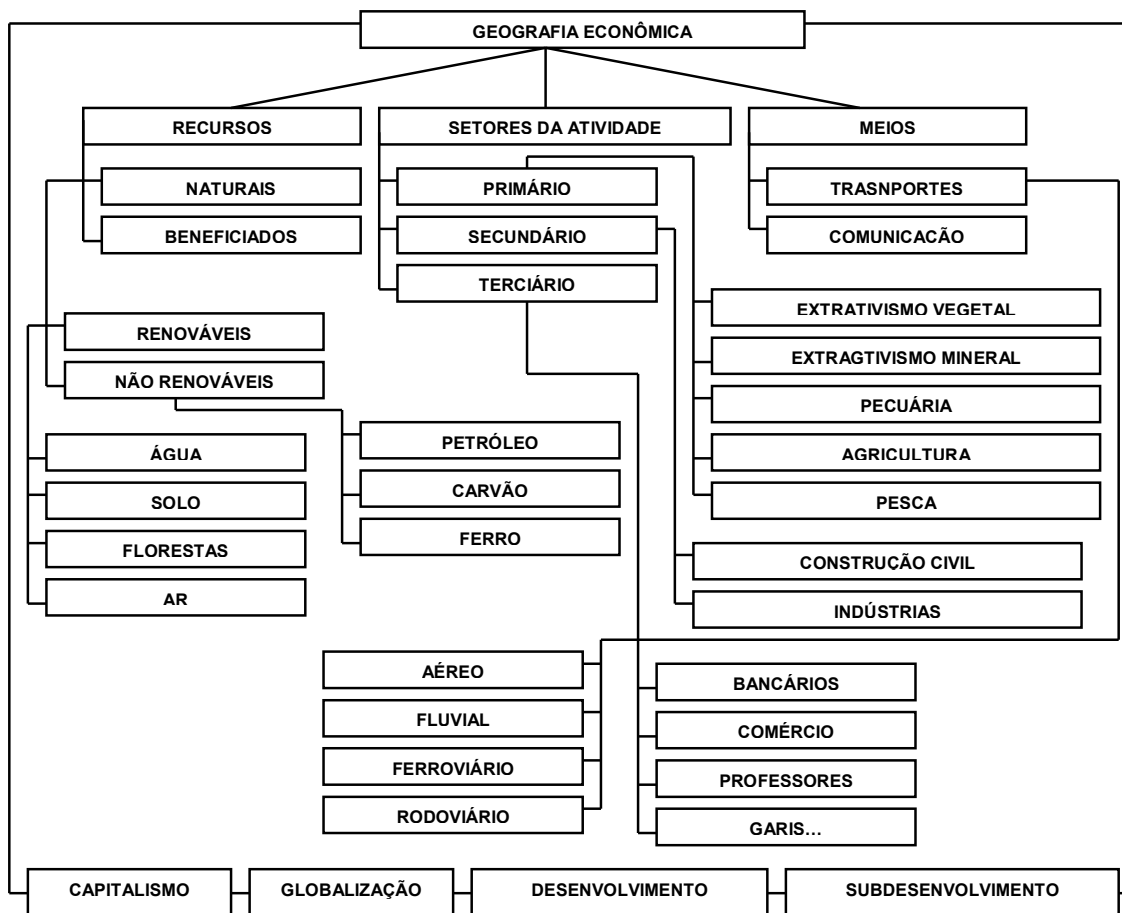 GEOGRAFIA ECONÔMICA
RECURSOS
SETORES DA ATIVIDADE
MEIOS
NATURAIS
PRIMÁRIO
TRASNPORTES
BENEFICIADOS
SECUNDÁRIO
COMUNICACÃO
TERCIÁRIO
EXTRATIVISMO VEGETAL
RENOVÁVEIS
EXTRAGTIVISMO MINERAL
NÃO RENOVÁVEIS
PECUÁRIA
PETRÓLEO
ÁGUA
AGRICULTURA
CARVÃO
SOLO
PESCA
FERRO
FLORESTAS
CONSTRUÇÃO CIVIL
AR
INDÚSTRIAS
AÉREO
BANCÁRIOS
FLUVIAL
COMÉRCIO
FERROVIÁRIO
PROFESSORES
RODOVIÁRIO
GARIS...
CAPITALISMO
GLOBALIZAÇÃO
DESENVOLVIMENTO
SUBDESENVOLVIMENTO